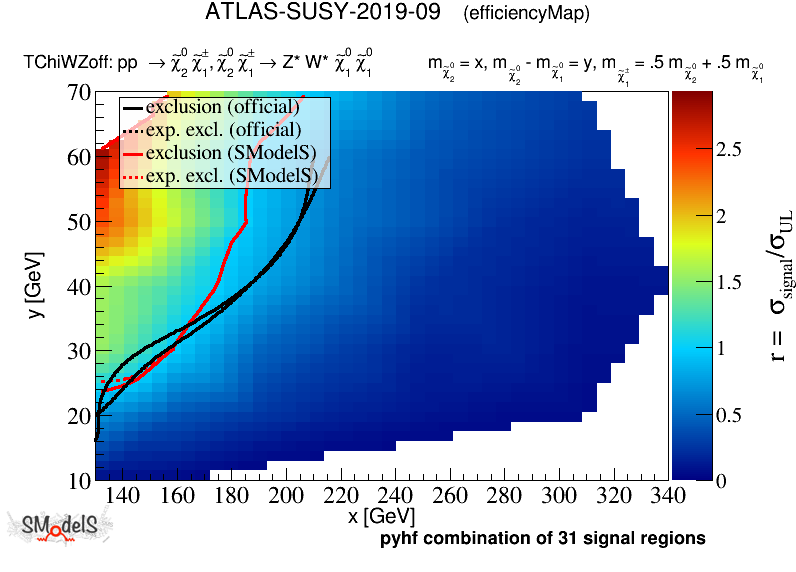 ATLAS-SUSY-2019-09 (efficiencyMap)
TChiWZoff: pp → χ̃₂⁰ χ̃₁±, χ̃₂⁰ χ̃₁± → Z* W* χ̃₁⁰ χ̃₁⁰
m_χ̃₂⁰ = x, m_χ̃₂⁰ - m_χ̃₁⁰ = y, m_χ̃₁± = .5 m_χ̃₂⁰ + .5 m_χ̃₁⁰
exclusion (official)
exp. excl. (official)
exclusion (SModelS)
exp. excl. (SModelS)
70
60
50
40
30
20
10
y [GeV]
140 160 180 200 220 240 260 280 300 320 340
x [GeV]
2.5
2
1.5
1
0.5
0
r = σ_signal/σ_UL
SModelS
pyhf combination of 31 signal regions